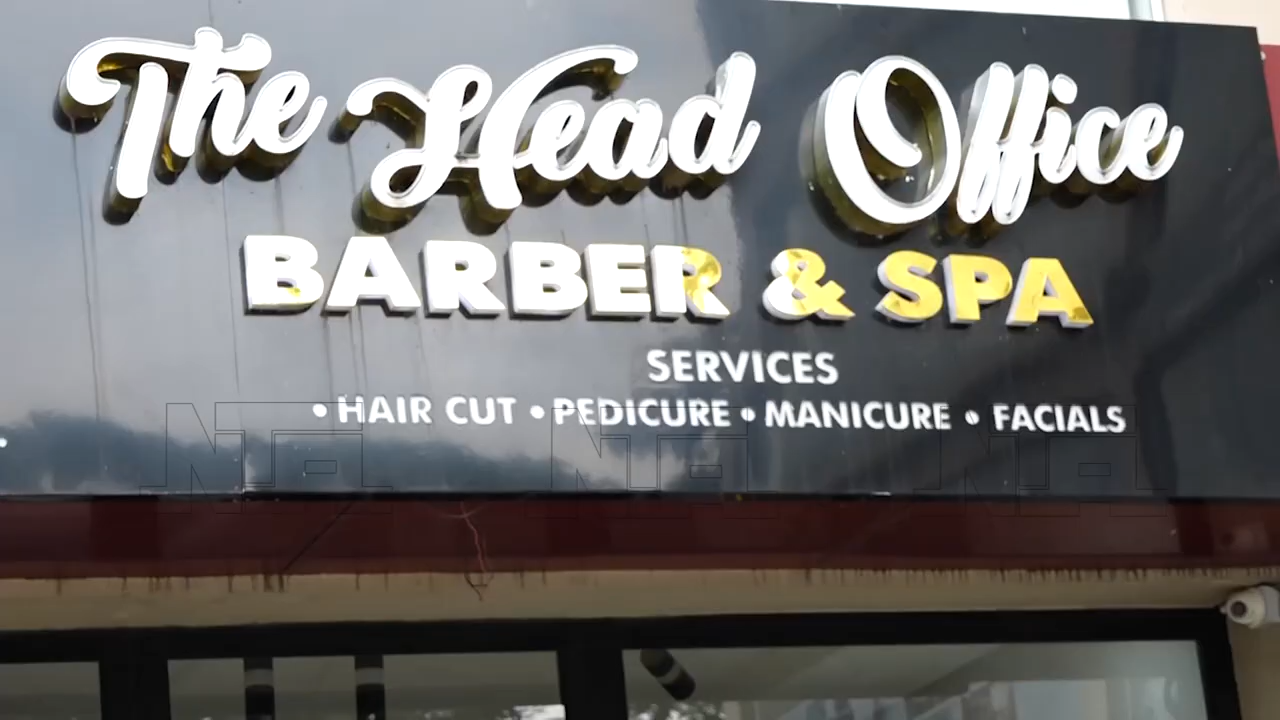 The Head Office
BARBER & SPA
SERVICES
• HAIR CUT • PEDICURE • MANICURE • FACIALS